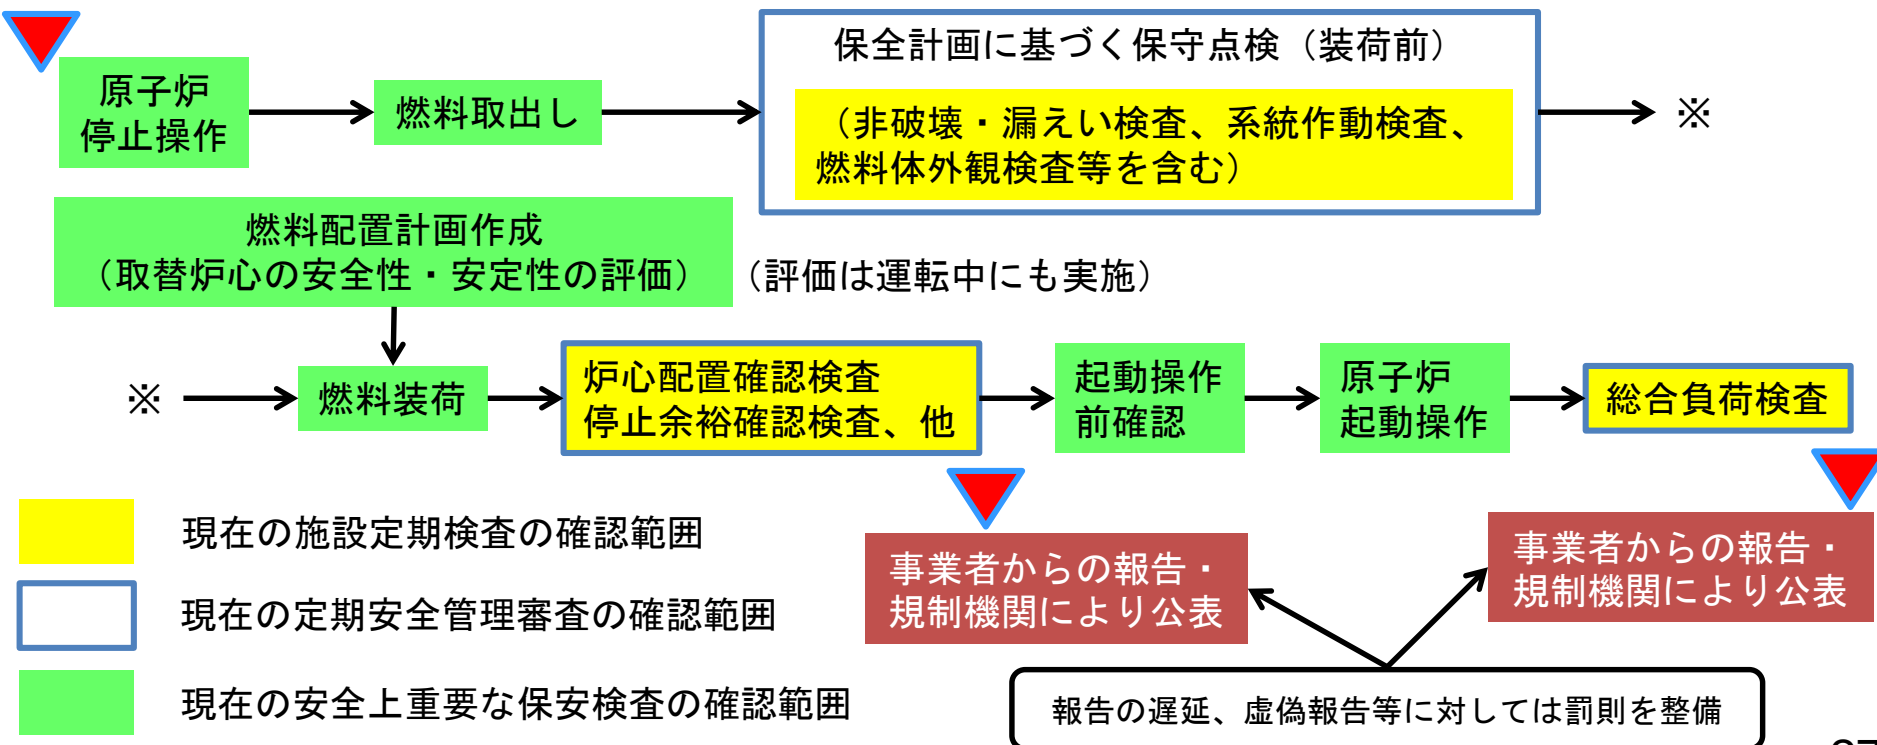 原子炉
停止操作
燃料取出し
保全計画に基づく保守点検（装荷前）
（非破壊・漏えい検査、系統作動検査、
燃料体外観検査等を含む）
※
燃料配置計画作成
（取替炉心の安全性・安定性の評価）
（評価は運転中にも実施）
※
燃料装荷
炉心配置確認検査
停止余裕確認検査、他
起動操作
前確認
原子炉
起動操作
総合負荷検査
現在の施設定期検査の確認範囲
現在の定期安全管理審査の確認範囲
現在の安全上重要な保安検査の確認範囲
事業者からの報告・
規制機関により公表
事業者からの報告・
規制機関により公表
報告の遅延、虚偽報告等に対しては罰則を整備